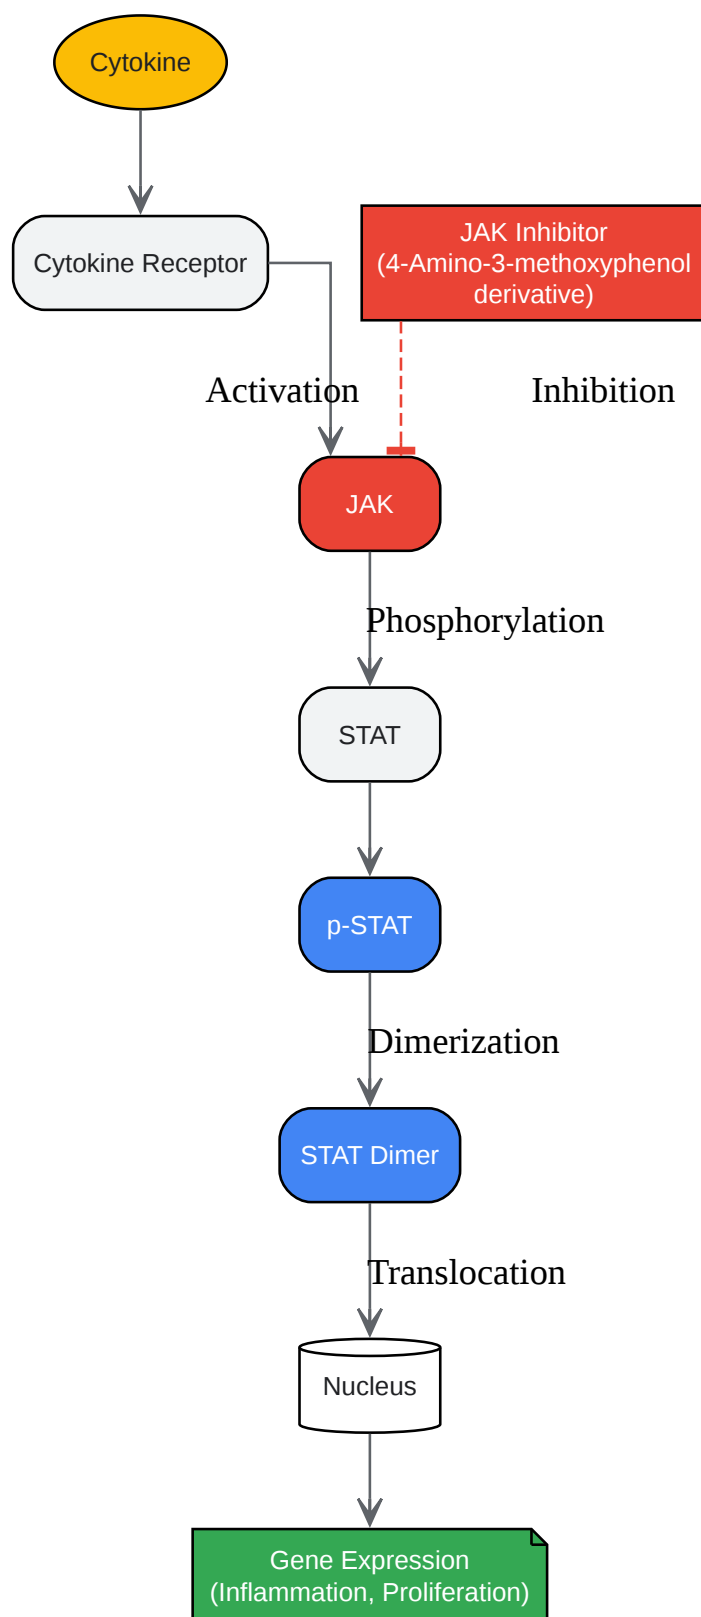 Cytokine
Cytokine Receptor
JAK Inhibitor
(4-Amino-3-methoxyphenol
derivative)
Activation
Inhibition
JAK
Phosphorylation
STAT
p-STAT
Dimerization
STAT Dimer
Translocation
Nucleus
Gene Expression
(Inflammation, Proliferation)